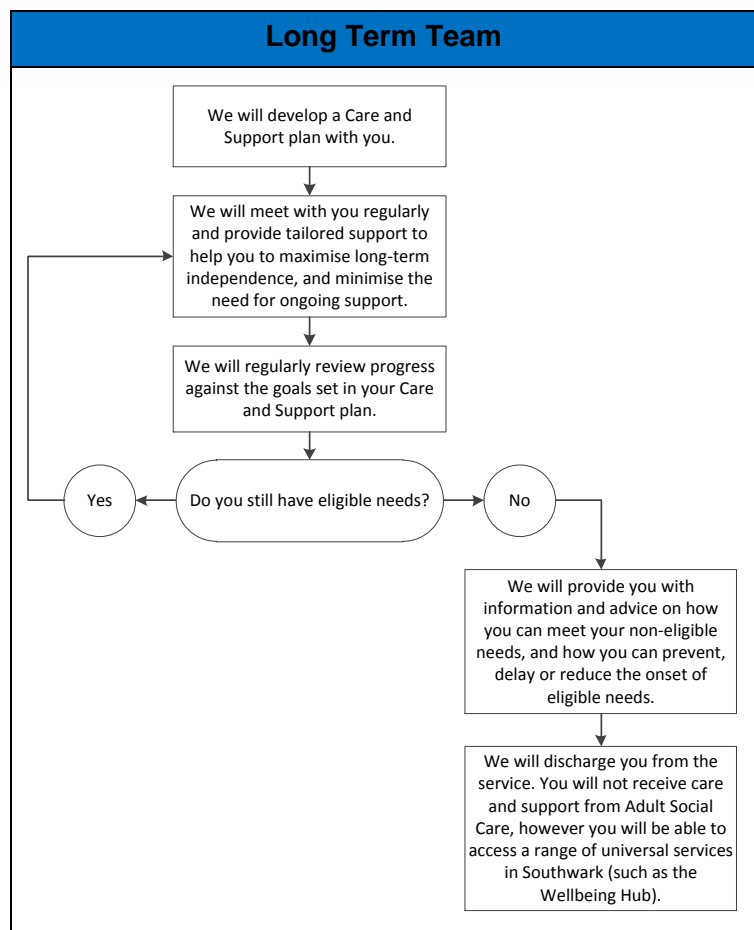 Long Term Team
We will develop a Care and
Support plan with you.
We will meet with you regularly
and provide tailored support to
help you to maximise long-term
independence, and minimise the
need for ongoing support.
We will regularly review progress
against the goals set in your Care
and Support plan.
Yes
Do you still have eligible needs?
No
We will provide you with
information and advice on how
you can meet your non-eligible
needs, and how you can prevent,
delay or reduce the onset of
eligible needs.
We will discharge you from the
service. You will not receive care
and support from Adult Social
Care, however you will be able to
access a range of universal services
in Southwark (such as the
Wellbeing Hub).